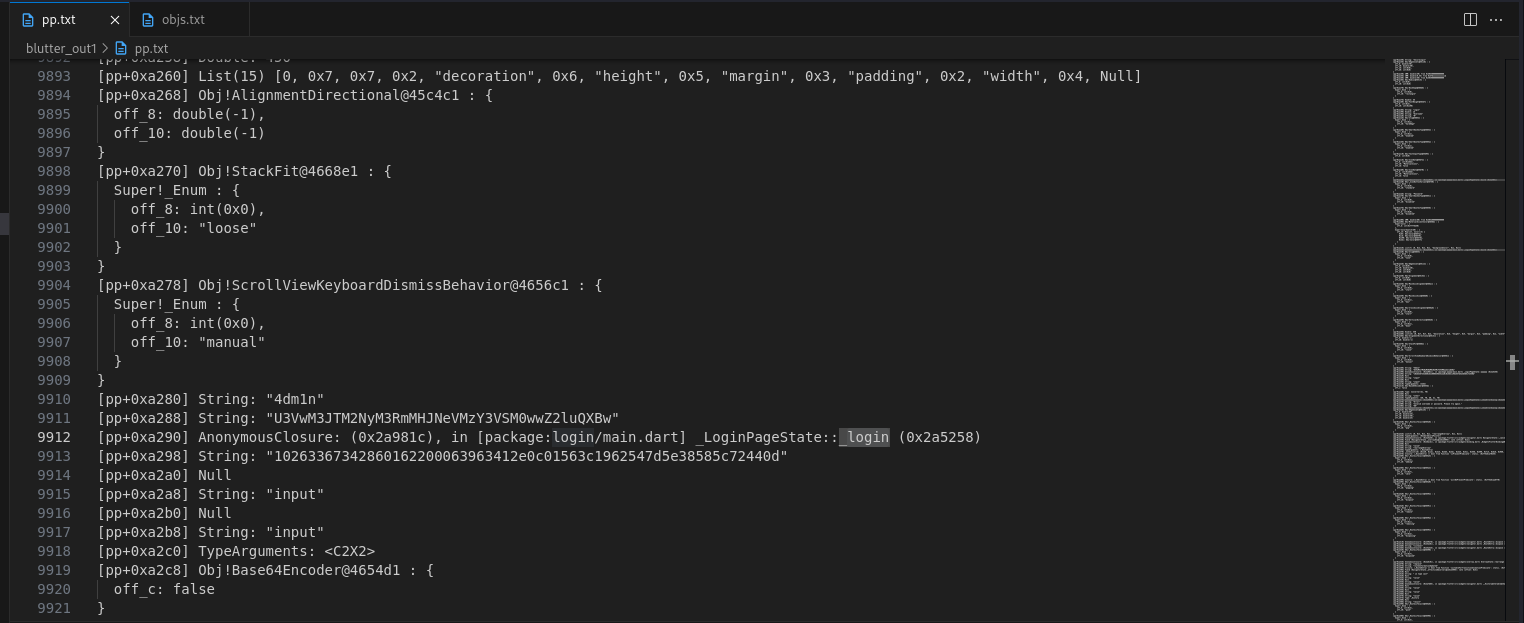 pp.txt
objs.txt
blutter_out1 > pp.txt
9893 [pp+0xa260] List(15) [0, 0x7, 0x7, 0x2, "decoration", 0x6, "height", 0x5, "margin", 0x3, "padding", 0x2, "width", 0x4, Null]
9894 [pp+0xa268] Obj!AlignmentDirectional@45c4c1 : {
9895 off_8: double(-1),
9896 off_10: double(-1)
9897 }
9898 [pp+0xa270] Obj!StackFit@4668e1 : {
9899 Super!_Enum : {
9900 off_8: int(0x0),
9901 off_10: "loose"
9902 }
9903 }
9904 [pp+0xa278] Obj!ScrollViewKeyboardDismissBehavior@4656c1 : {
9905 Super!_Enum : {
9906 off_8: int(0x0),
9907 off_10: "manual"
9908 }
9909 }
9910 [pp+0xa280] String: "4dm1n"
9911 [pp+0xa288] String: "U3VwM3JTM2NyM3RmMHJNeVMzY3VSM0wwZ2luQXBw"
9912 [pp+0xa290] AnonymousClosure: (0x2a981c), in [package:login/main.dart] _LoginPageState::_login (0x2a5258)
9913 [pp+0xa298] String: "10263367342860162200063963412e0c01563c1962547d5e38585c72440d"
9914 [pp+0xa2a0] Null
9915 [pp+0xa2a8] String: "input"
9916 [pp+0xa2b0] Null
9917 [pp+0xa2b8] String: "input"
9918 [pp+0xa2c0] TypeArguments: <C2X2>
9919 [pp+0xa2c8] Obj!Base64Encoder@4654d1 : {
9920 off_c: false
9921 }